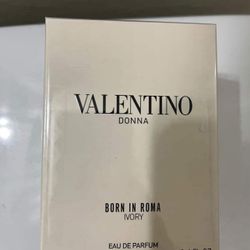 VALENTINO
DONNA
BORN IN ROMA
IVORY
EAU DE PARFUM